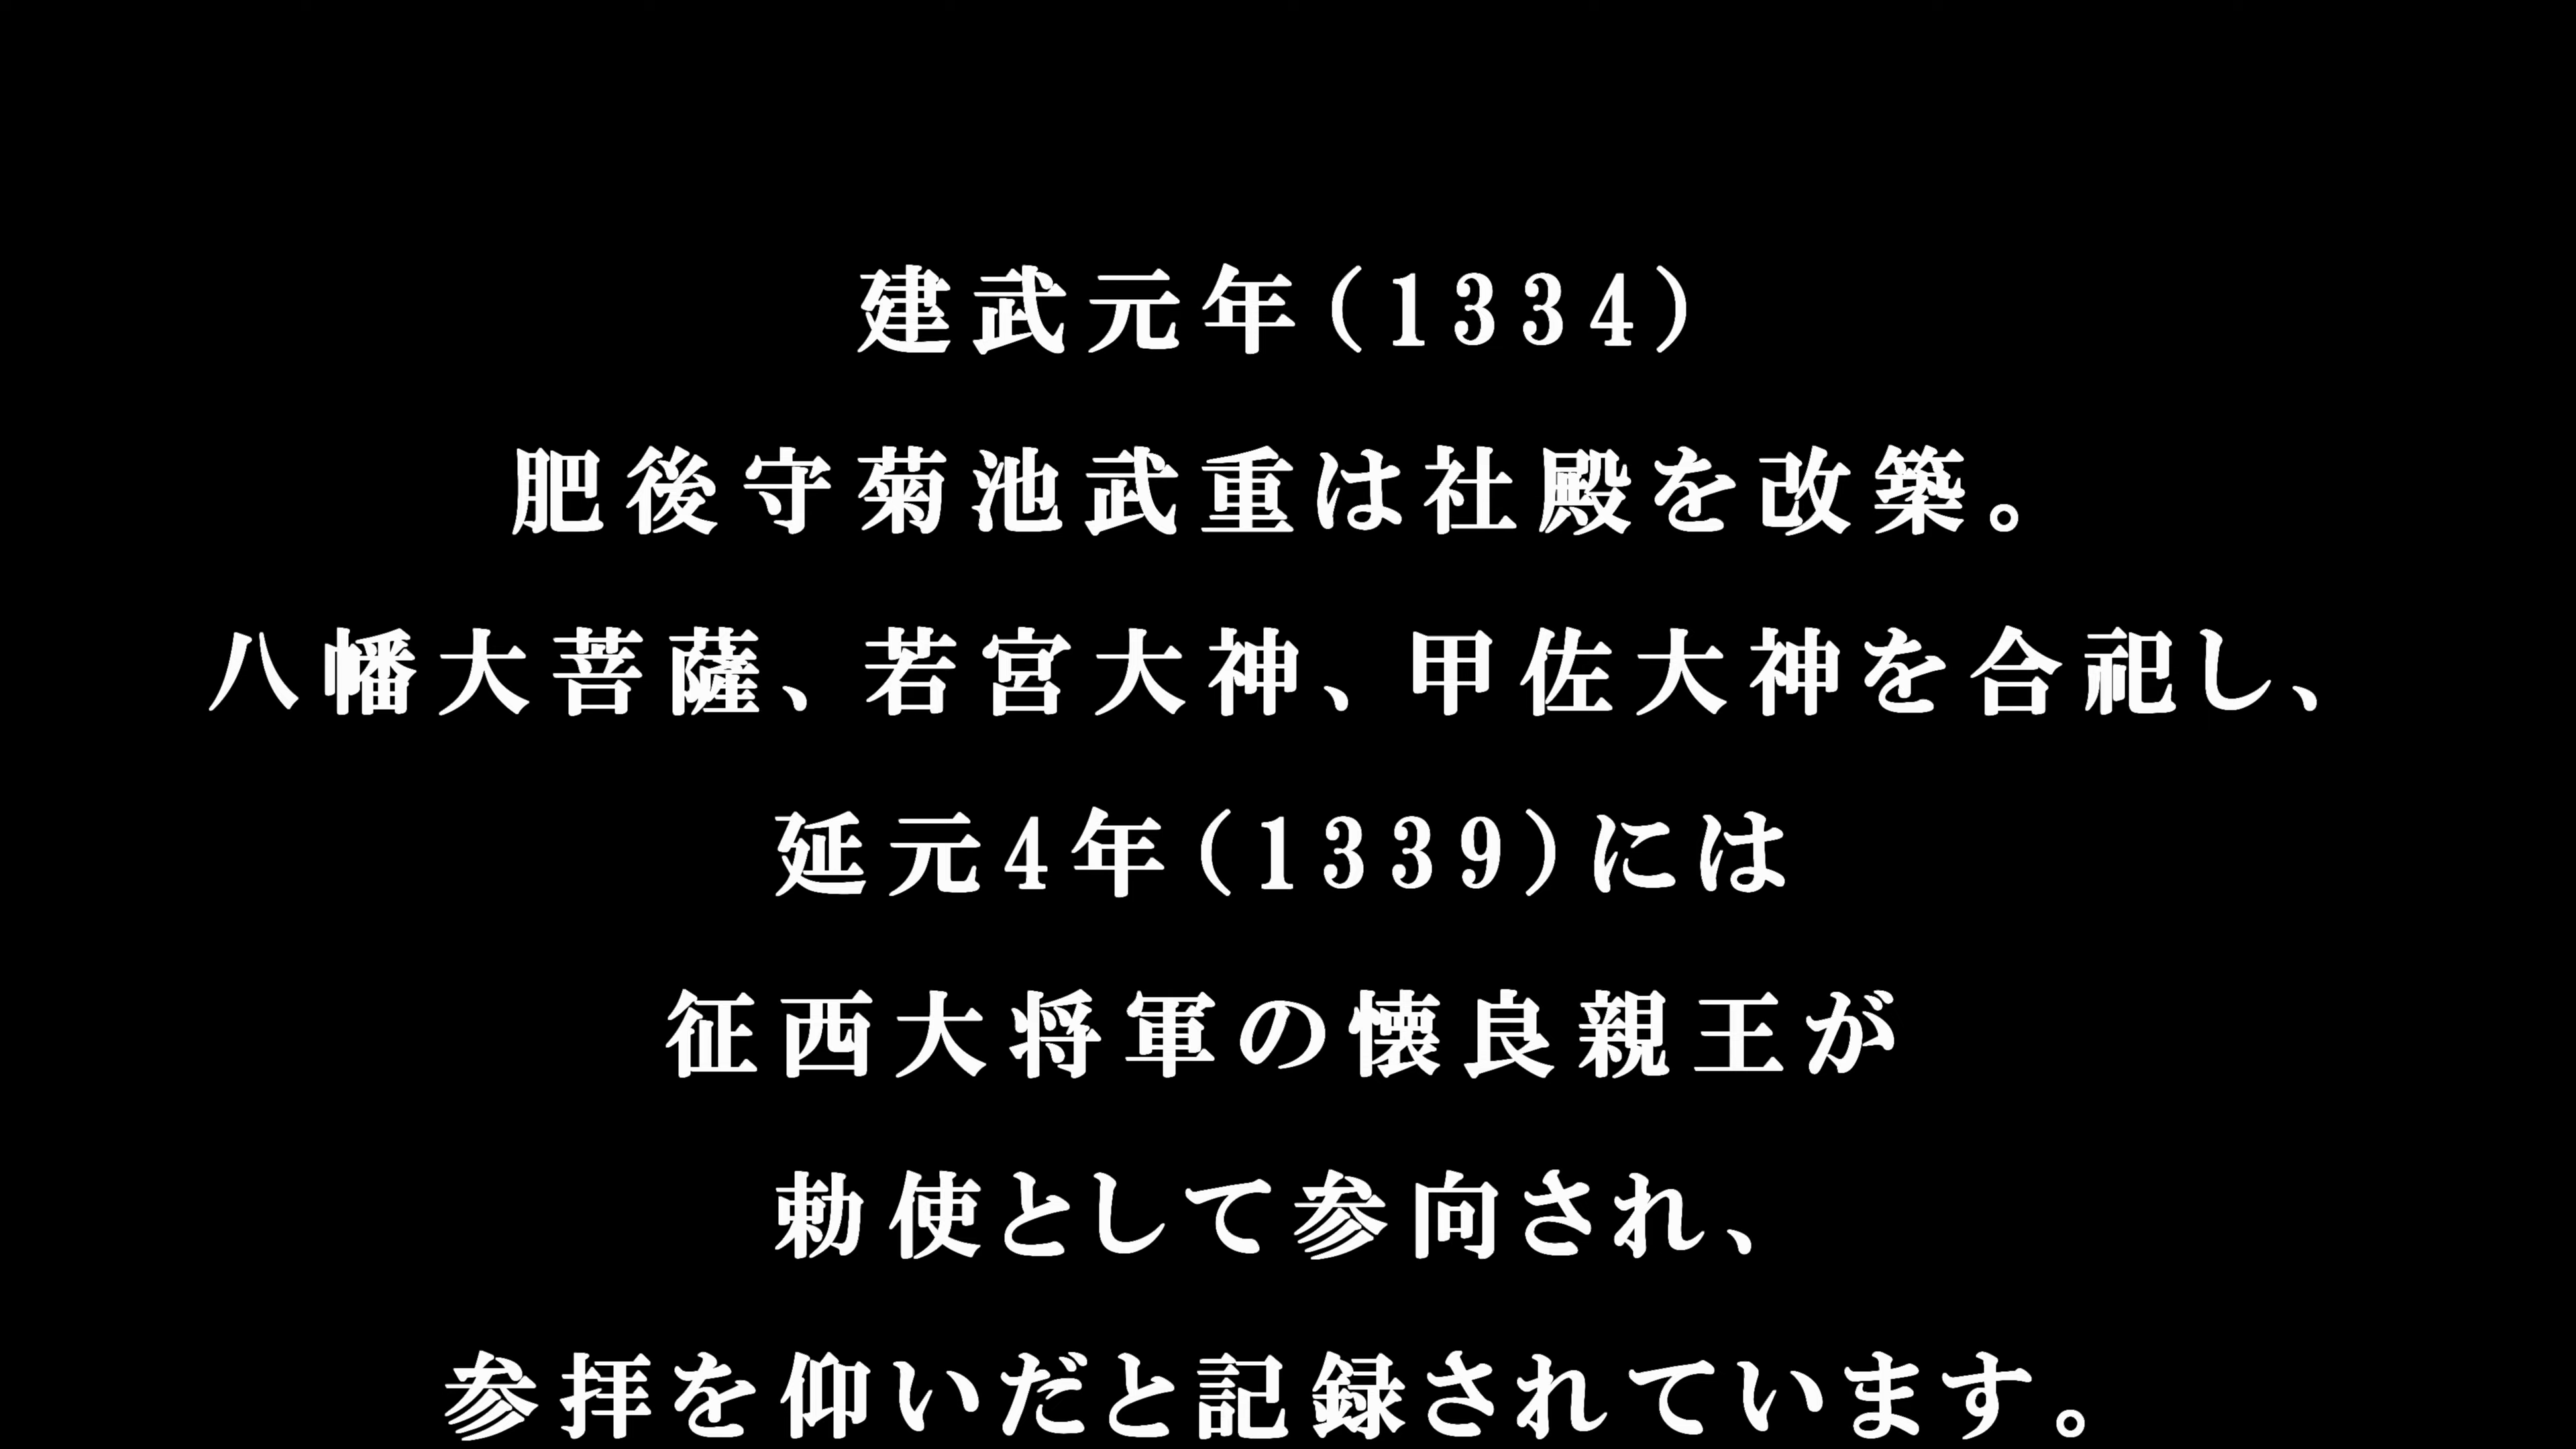 建武元年(1334)
肥後守菊池武重は社殿を改築。
八幡大菩薩、若宮大神、甲佐大神を合祀し、
延元4年(1339)には
征西大将軍の懐良親王が
勅使として参向され、
参拝を仰いだと記録されています。